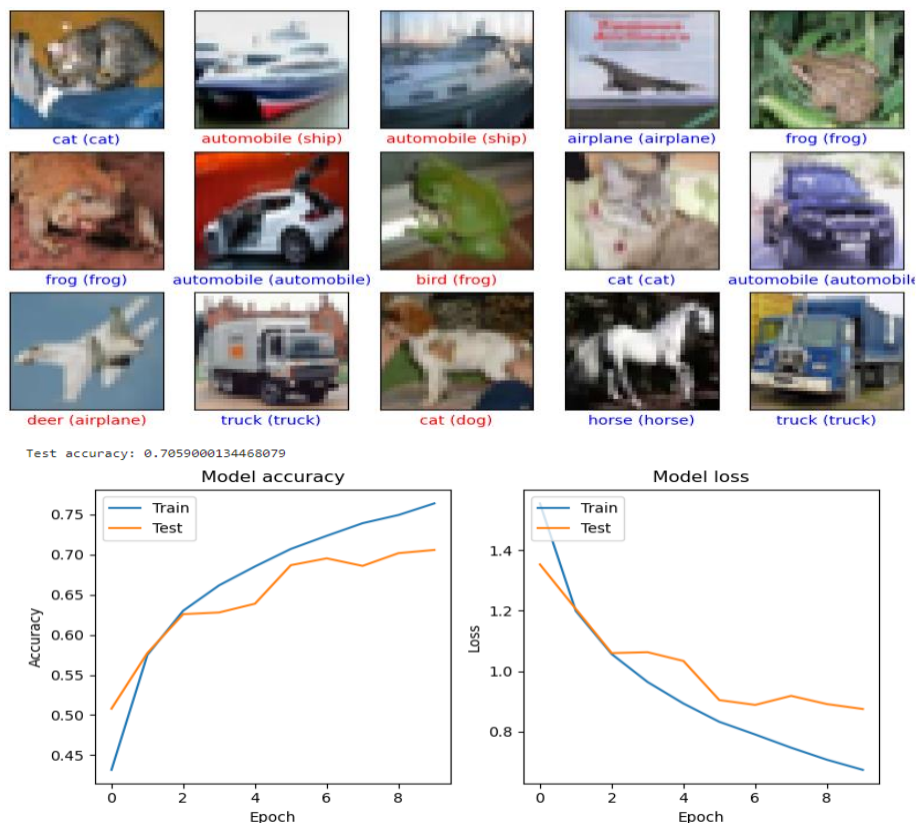 cat (cat)
automobile (ship)
automobile (ship)
airplane (airplane)
frog (frog)
frog (frog)
automobile (automobile)
bird (frog)
cat (cat)
automobile (automobile
deer (airplane)
truck (truck)
cat (dog)
horse (horse)
truck (truck)
Test accuracy: 0.7059000134468079
Model accuracy
Train
Test
0.75
0.70
0.65
0.60
0.55
0.50
0.45
Accuracy
0 2 4 6 8
Epoch
Model loss
Train
Test
1.4
1.2
1.0
0.8
Loss
0 2 4 6 8
Epoch